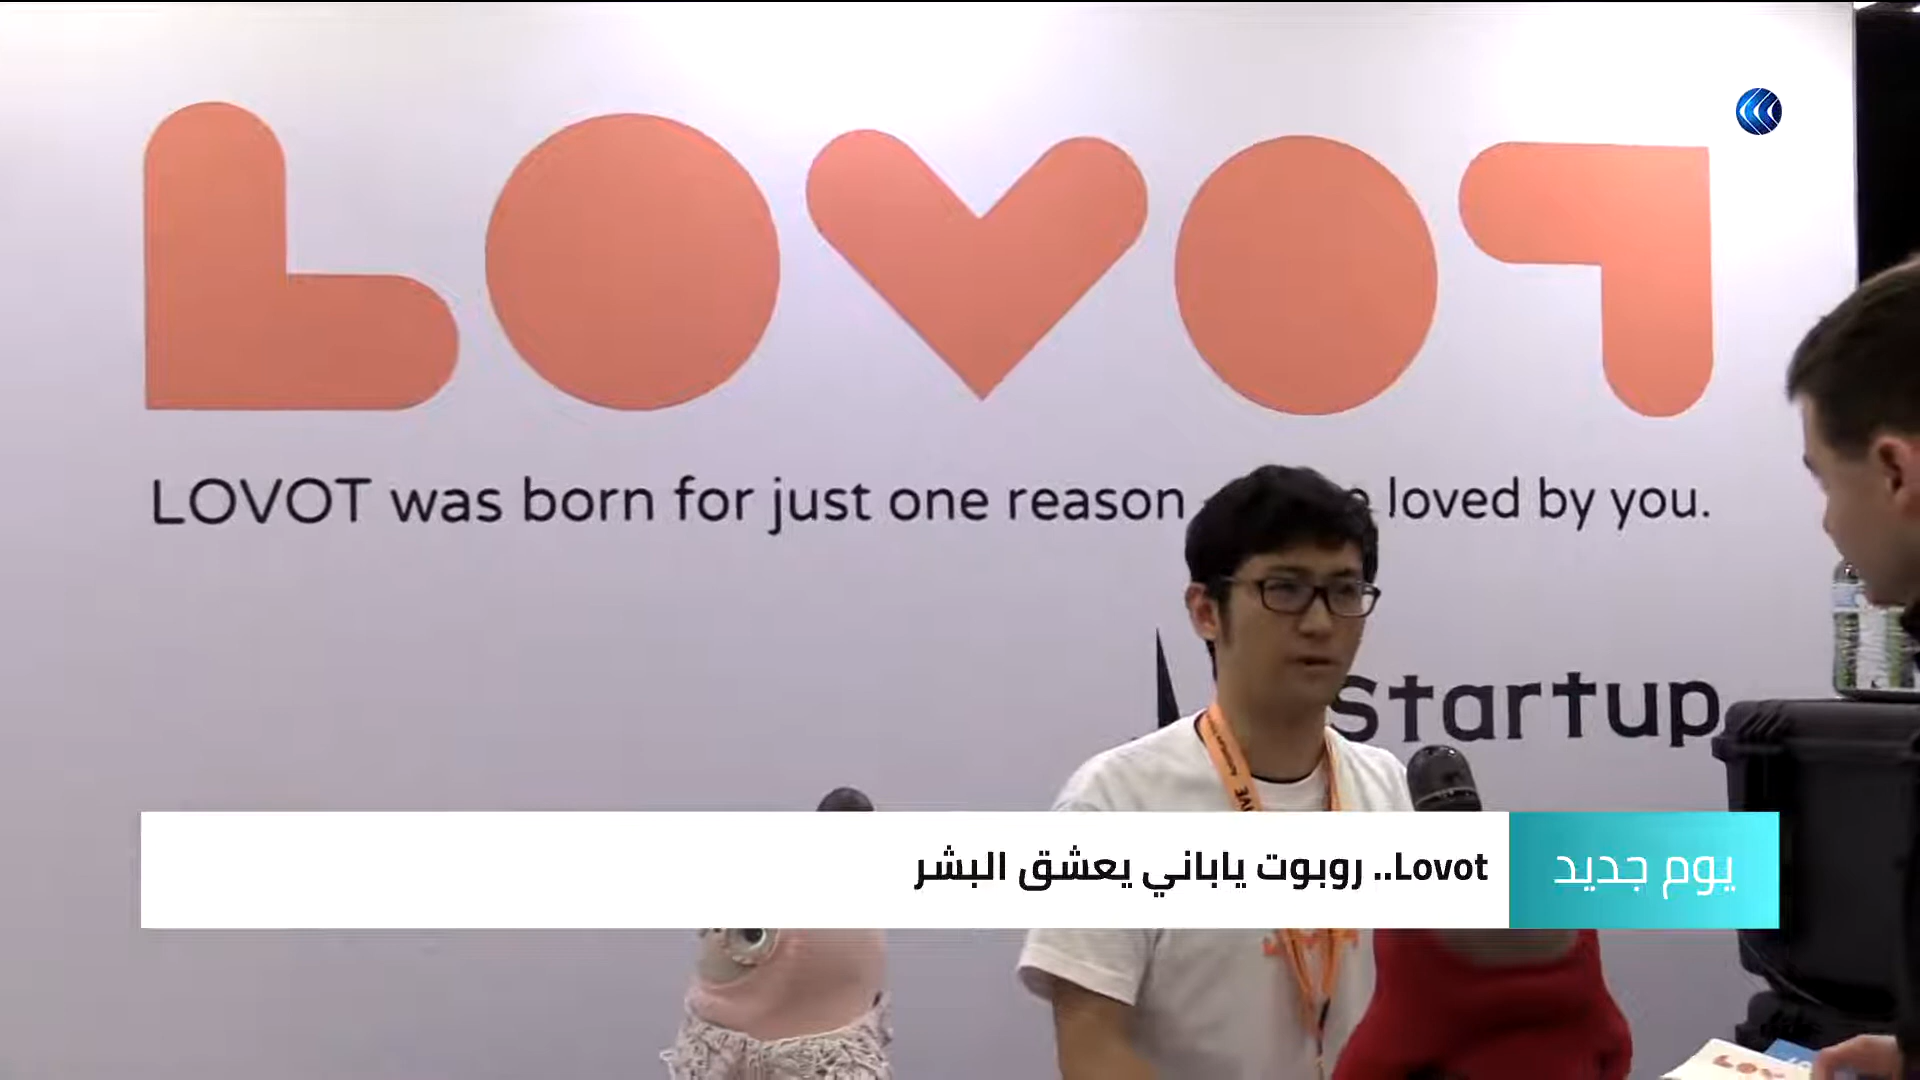 LOVOT
LOVOT was born for just one reason loved by you.
startup
Lovot.. روبوت ياباني يعشق البشر
يوم جديد